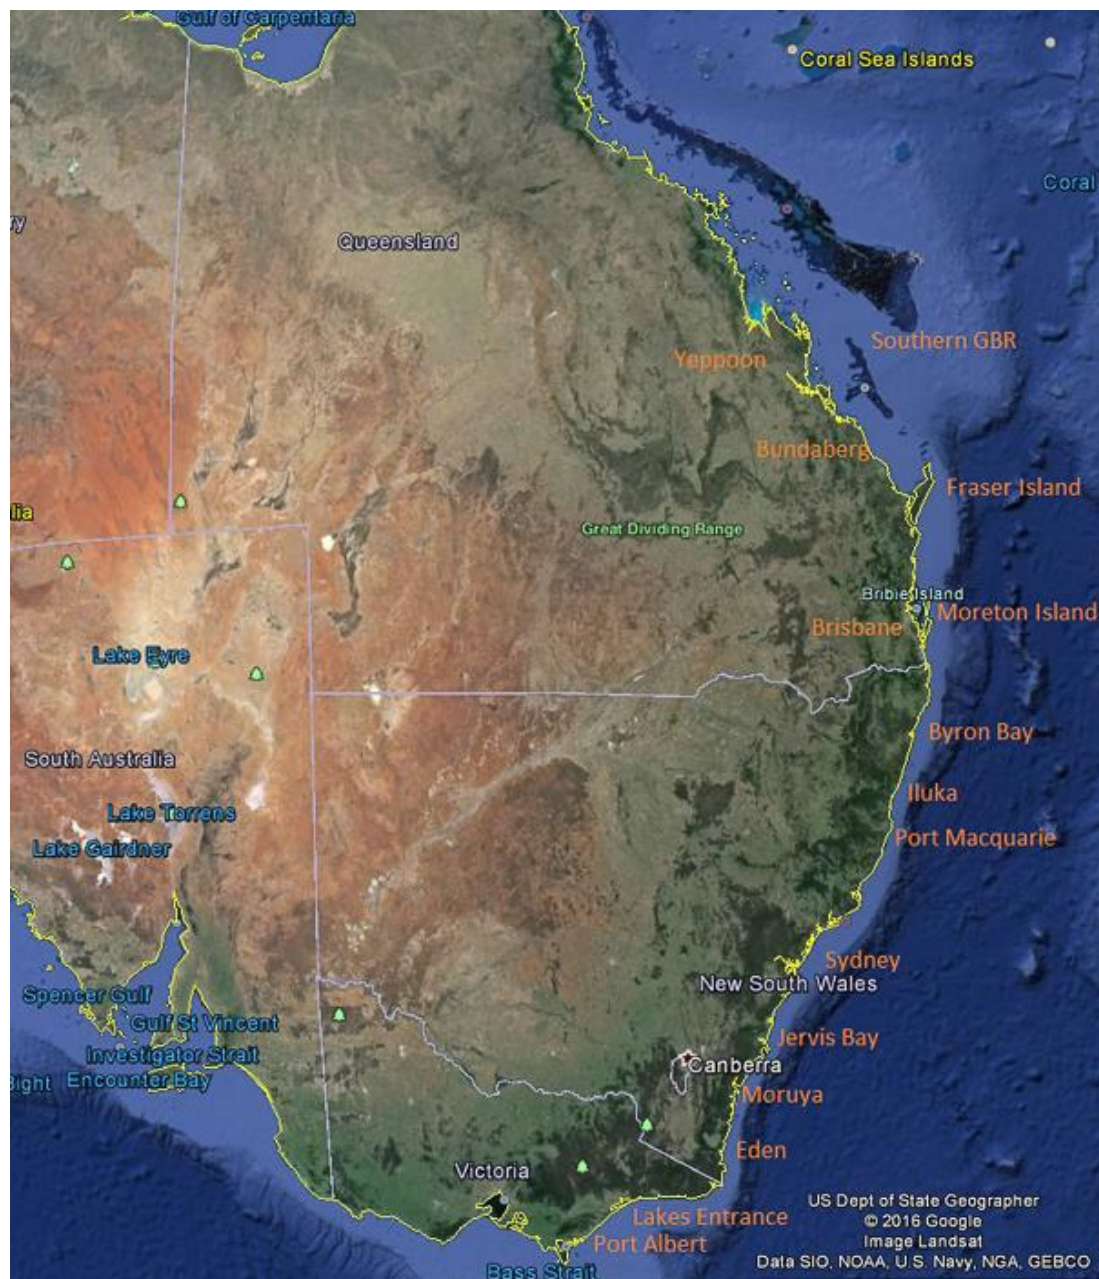 Gulf of Carpentaria
Coral Sea Islands
Coral
ry
Queensland
Southern GBR
Yeppoon
Bundaberg
Fraser Island
lia
Great Dividing Range
Bribie Island
Moreton Island
Brisbane
Lake Eyre
Byron Bay
South Australia
Iluka
Lake Torrens
Port Macquarie
Lake Gairdner
Sydney
New South Wales
Spencer Gulf
Gulf St Vincent
Jervis Bay
Investigator Strait
Canberra
Bight
Encounter Bay
Moruya
Eden
Victoria
US Dept of State Geographer
© 2016 Google
Image Landsat
Data SIO, NOAA, U.S. Navy, NGA, GEBCO
Lakes Entrance
Port Albert
Bass Strait